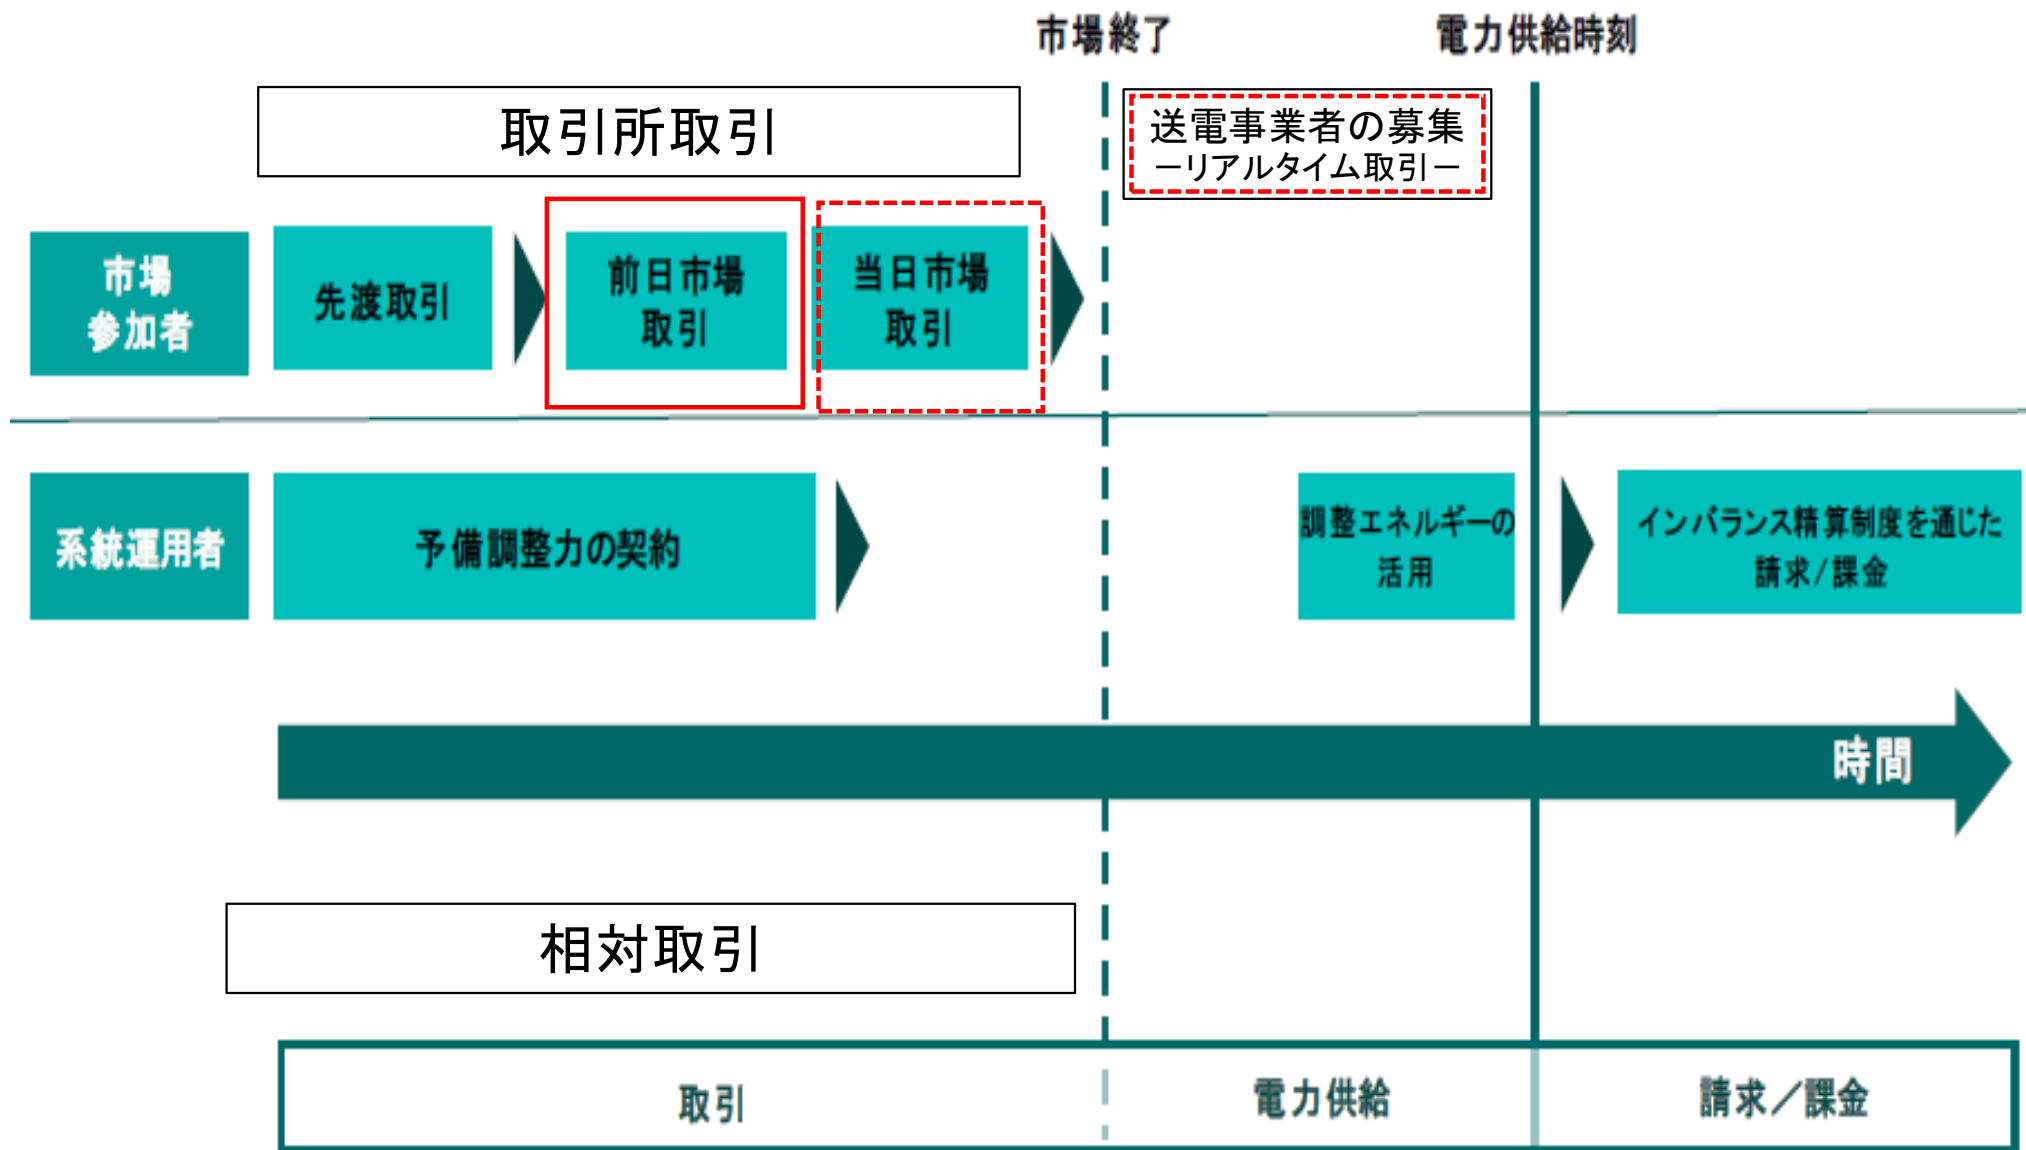 市場終了
電力供給時刻
取引所取引
送電事業者の募集
－リアルタイム取引－
市場
参加者
先渡取引
前日市場
取引
当日市場
取引
系統運用者
予備調整力の契約
調整エネルギーの
活用
インバランス精算制度を通じた
請求/課金
時間
相対取引
取引
電力供給
請求／課金